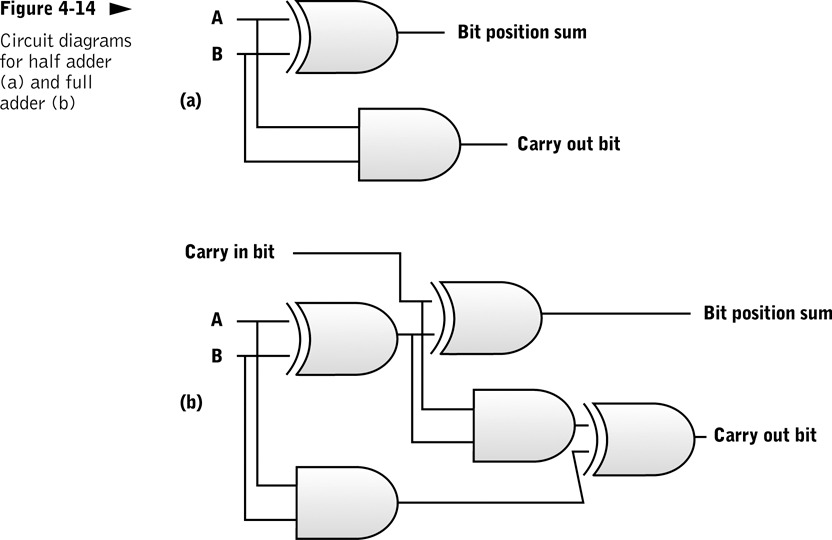 Figure 4-14 ►
Circuit diagrams
for half adder
(a) and full
adder (b)
A
B
Bit position sum
(a)
Carry out bit
Carry in bit
A
B
Bit position sum
(b)
Carry out bit